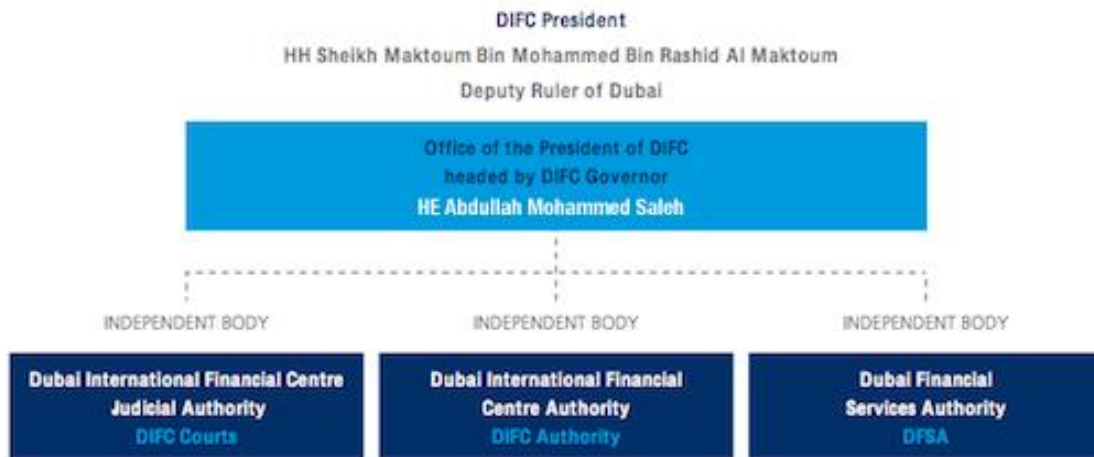 DIFC President
HH Sheikh Maktoum Bin Mohammed Bin Rashid Al Maktoum
Deputy Ruler of Dubai
Office of the President of DIFC
headed by DIFC Governor
HE Abdullah Mohammed Saleh
INDEPENDENT BODY
INDEPENDENT BODY
INDEPENDENT BODY
Dubai International Financial Centre
Judicial Authority
DIFC Courts
Dubai International Financial
Centre Authority
DIFC Authority
Dubai Financial
Services Authority
DFSA